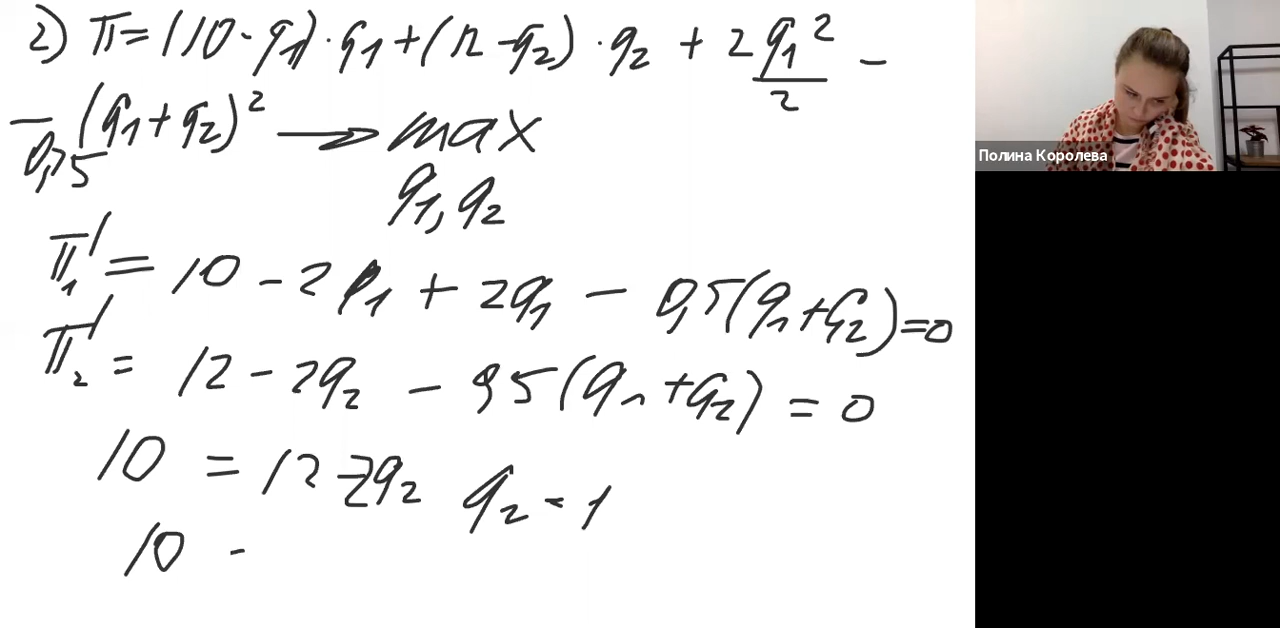 2) π = (10 - q1) · q1 + (12 - q2) · q2 + 2 q1²/2 -
- 0,25 (q1 + q2)² → max
q1, q2
π1' = 10 - 2q1 + 2q1 - 0,5(q1 + q2) = 0
π2' = 12 - 2q2 - 0,5(q1 + q2) = 0
10 = 12 - 2q2 q2 = 1
10 -
Полина Королева